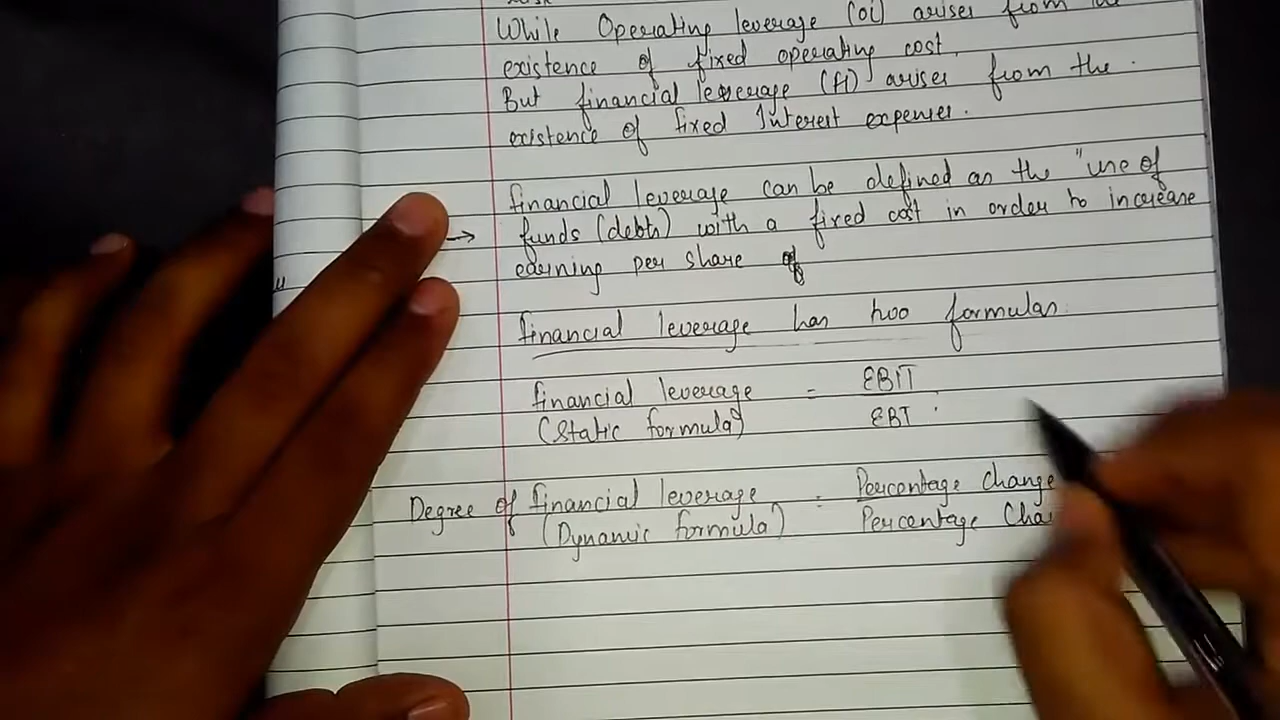 While Operating leverage (oi) arises from
existence of fixed operating cost.
But financial leverage (fi) arises from the
existence of fixed Interest expenses.
financial leverage can be defined as the "use of
→ funds (debts) with a fixed cost in order to increase
earning per share of
financial leverage has two formulas
financial leverage = EBIT
(Static formula) EBT
Degree of financial leverage = Percentage Change
(Dynamic formula) Percentage